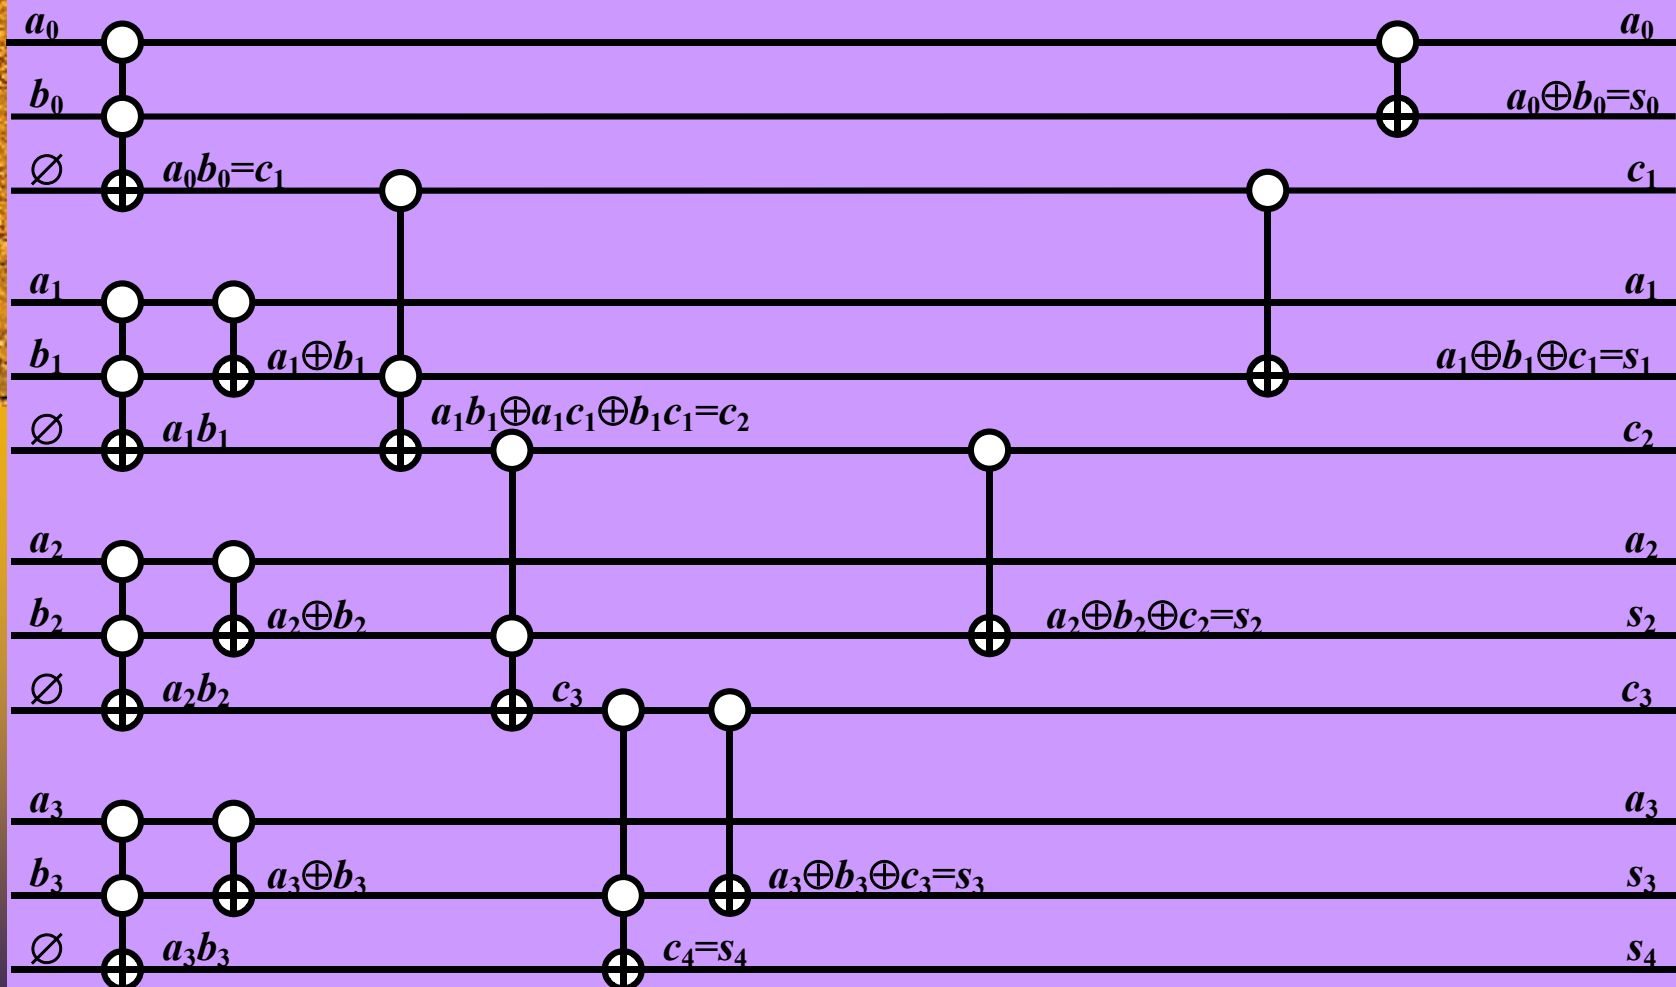 a₀ a₀
b₀ a₀⊕b₀=s₀
∅ a₀b₀=c₁ c₁
a₁ a₁
b₁ a₁⊕b₁ a₁⊕b₁⊕c₁=s₁
∅ a₁b₁ a₁b₁⊕a₁c₁⊕b₁c₁=c₂ c₂
a₂ a₂
b₂ a₂⊕b₂ a₂⊕b₂⊕c₂=s₂ s₂
∅ a₂b₂ c₃ c₃
a₃ a₃
b₃ a₃⊕b₃ a₃⊕b₃⊕c₃=s₃ s₃
∅ a₃b₃ c₄=s₄ s₄